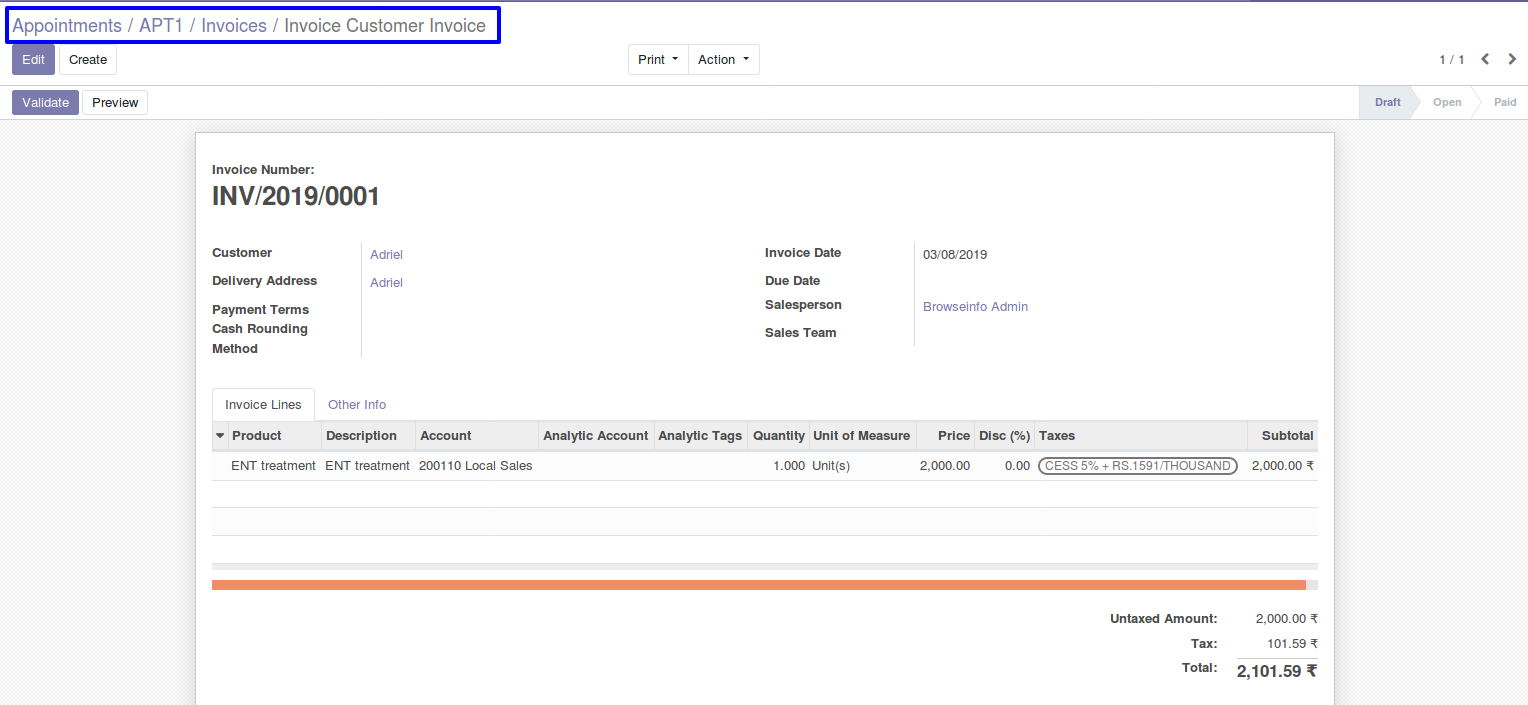 Appointments / APT1 / Invoices / Invoice Customer Invoice
Edit Create Print Action 1 / 1
Validate Preview Draft Open Paid
Invoice Number:
INV/2019/0001
Customer Adriel Invoice Date 03/08/2019
Delivery Address Adriel Due Date
Payment Terms Salesperson Browseinfo Admin
Cash Rounding
Method Sales Team
Invoice Lines Other Info
Product Description Account Analytic Account Analytic Tags Quantity Unit of Measure Price Disc (%) Taxes Subtotal
ENT treatment ENT treatment 200110 Local Sales 1.000 Unit(s) 2,000.00 0.00 CESS 5% + RS.1591/THOUSAND 2,000.00 ₹
Untaxed Amount: 2,000.00 ₹
Tax: 101.59 ₹
Total: 2,101.59 ₹